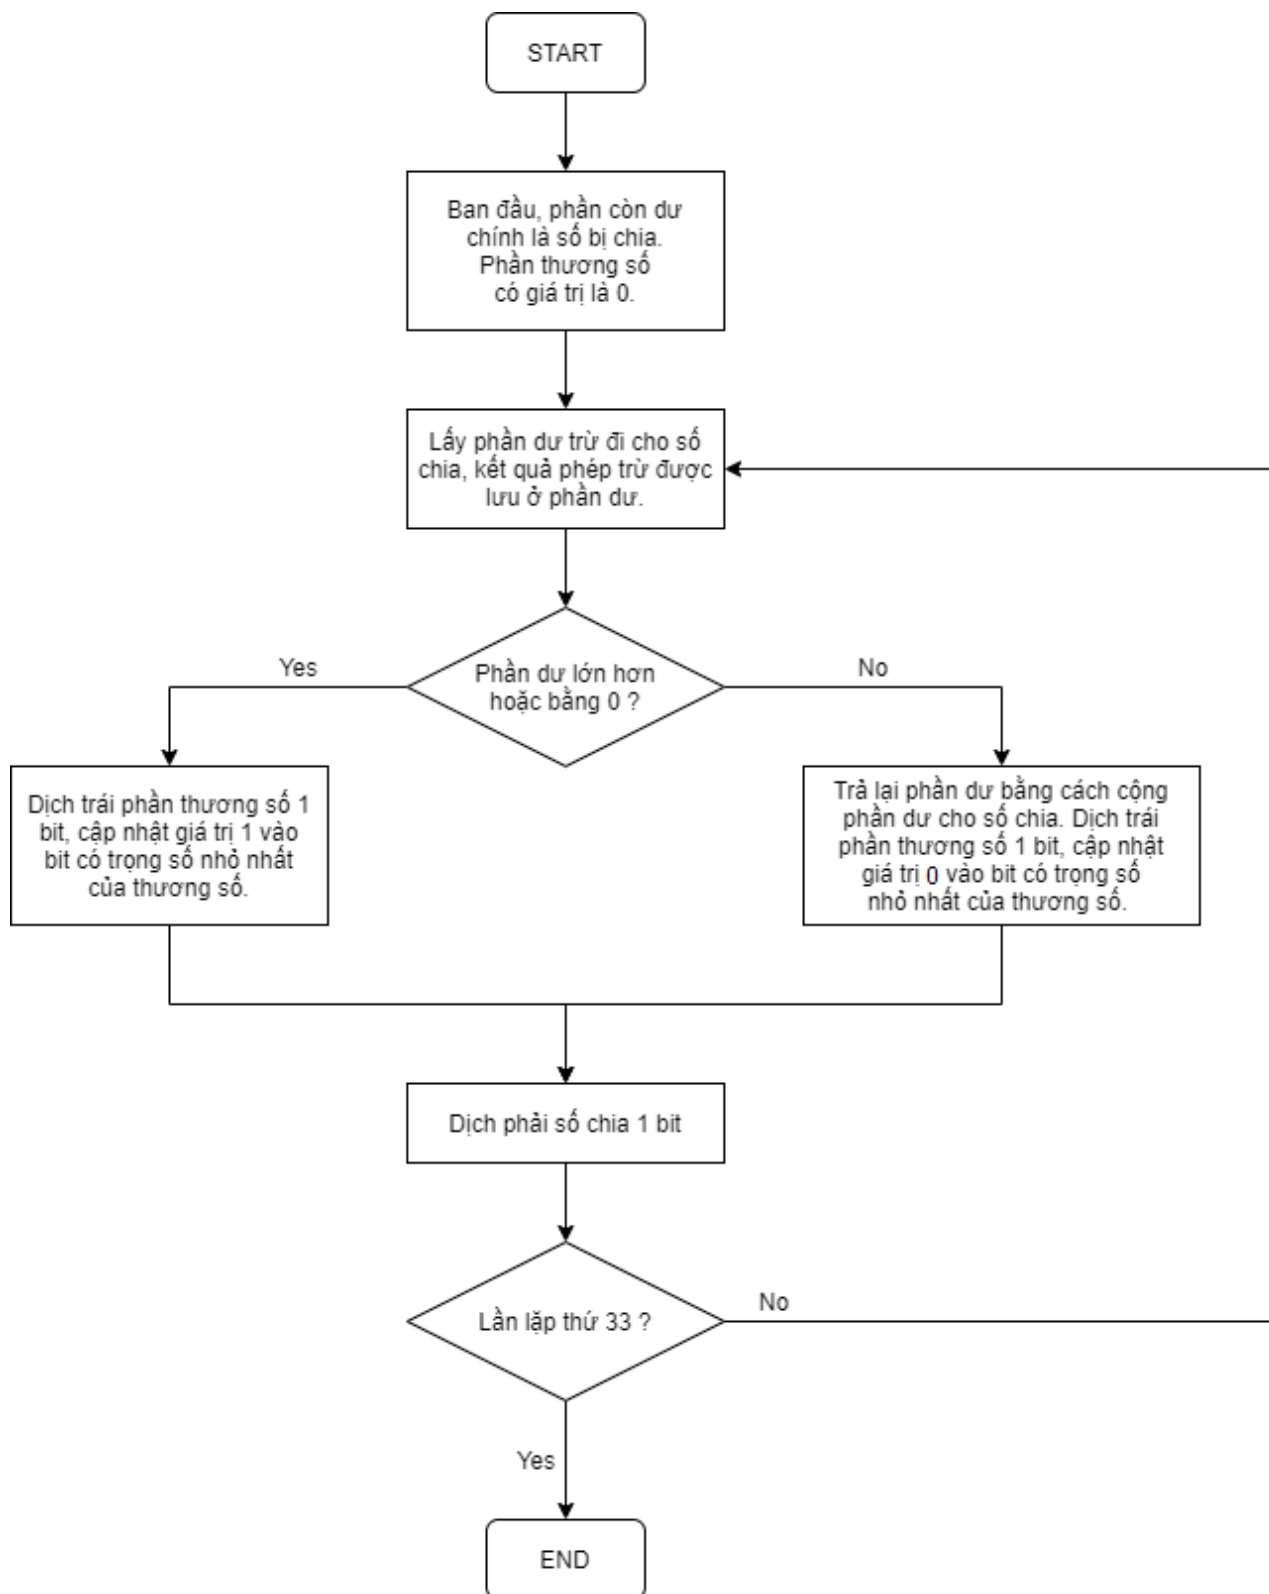 START
Ban đầu, phần còn dư
chính là số bị chia.
Phần thương số
có giá trị là 0.
Lấy phần dư trừ đi cho số
chia, kết quả phép trừ được
lưu ở phần dư.
Phần dư lớn hơn
hoặc bằng 0 ?
Yes
No
Dịch trái phần thương số 1
bit, cập nhật giá trị 1 vào
bit có trọng số nhỏ nhất
của thương số.
Trả lại phần dư bằng cách cộng
phần dư cho số chia. Dịch trái
phần thương số 1 bit, cập nhật
giá trị 0 vào bit có trọng số
nhỏ nhất của thương số.
Dịch phải số chia 1 bit
Lần lặp thứ 33 ?
No
Yes
END